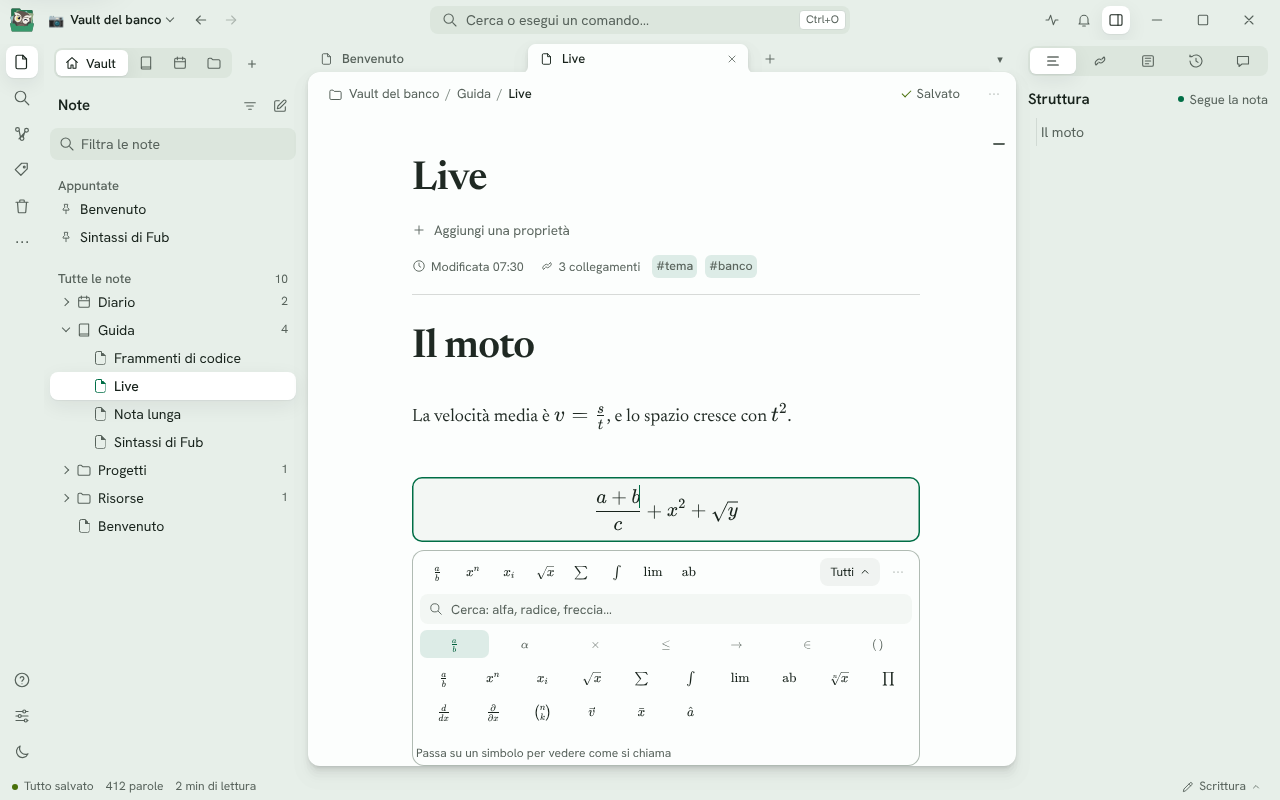 Vault del banco
Cerca o esegui un comando…
Ctrl+O
Vault
Benvenuto
Live
Note
Filtra le note
Appuntate
Benvenuto
Sintassi di Fub
Tutte le note 10
Diario 2
Guida 4
Frammenti di codice
Live
Nota lunga
Sintassi di Fub
Progetti 1
Risorse 1
Benvenuto
Vault del banco / Guida / Live
Salvato
Live
Aggiungi una proprietà
Modificata 07:30 3 collegamenti #tema #banco
Il moto
La velocità media è v = s/t, e lo spazio cresce con t².
(a + b)/c + x² + √y
a/b xⁿ xᵢ √x ∑ ∫ lim ab Tutti
Cerca: alfa, radice, freccia…
a/b α × ≤ → ∈ ( )
a/b xⁿ xᵢ √x ∑ ∫ lim ab ⁿ√x ∏
d/dx ∂/∂x (n k) v⃗ x̄ â
Passa su un simbolo per vedere come si chiama
Struttura
Segue la nota
Il moto
Tutto salvato 412 parole 2 min di lettura
Scrittura